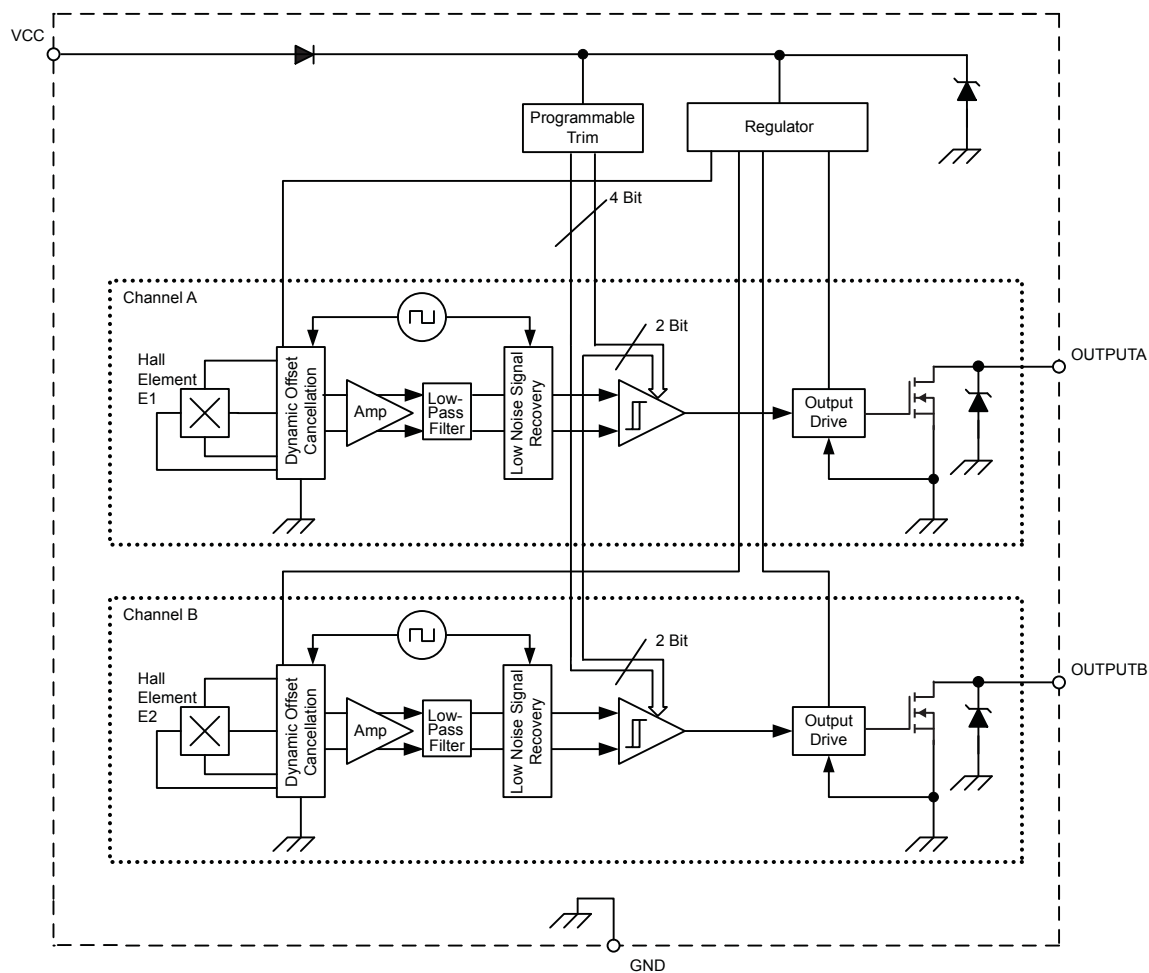 VCC
Programmable
Trim
Regulator
4 Bit
Channel A
2 Bit
Hall
Element
E1
Dynamic Offset
Cancellation
Amp
Low-
Pass
Filter
Low Noise Signal
Recovery
Output
Drive
OUTPUTA
Channel B
2 Bit
Hall
Element
E2
Dynamic Offset
Cancellation
Amp
Low-
Pass
Filter
Low Noise Signal
Recovery
Output
Drive
OUTPUTB
GND